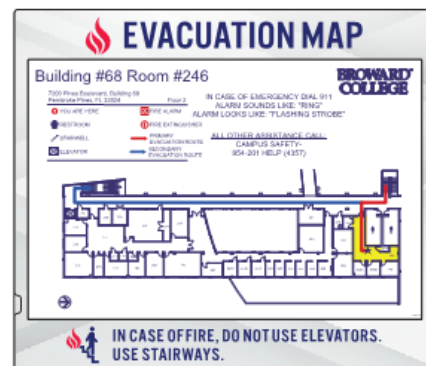 EVACUATION MAP
Building #68 Room #246
BROWARD
COLLEGE
7200 Pines Boulevard, Building 68
Pembroke Pines, FL 33024
Floor 2
IN CASE OF EMERGENCY DIAL 911
ALARM SOUNDS LIKE: "RING"
ALARM LOOKS LIKE: "FLASHING STROBE"
YOU ARE HERE
FIRE ALARM
RESTROOM
FIRE EXTINGUISHER
STAIRWELL
PRIMARY
EVACUATION ROUTE
ELEVATOR
SECONDARY
EVACUATION ROUTE
ALL OTHER ASSISTANCE CALL:
CAMPUS SAFETY-
954-201 HELP (4357)
IN CASE OF FIRE, DO NOT USE ELEVATORS.
USE STAIRWAYS.